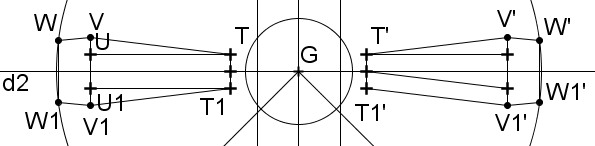 W V T T' V' W'
U
G
d2
W1 U1 T1 T1' W1'
V1 V1'